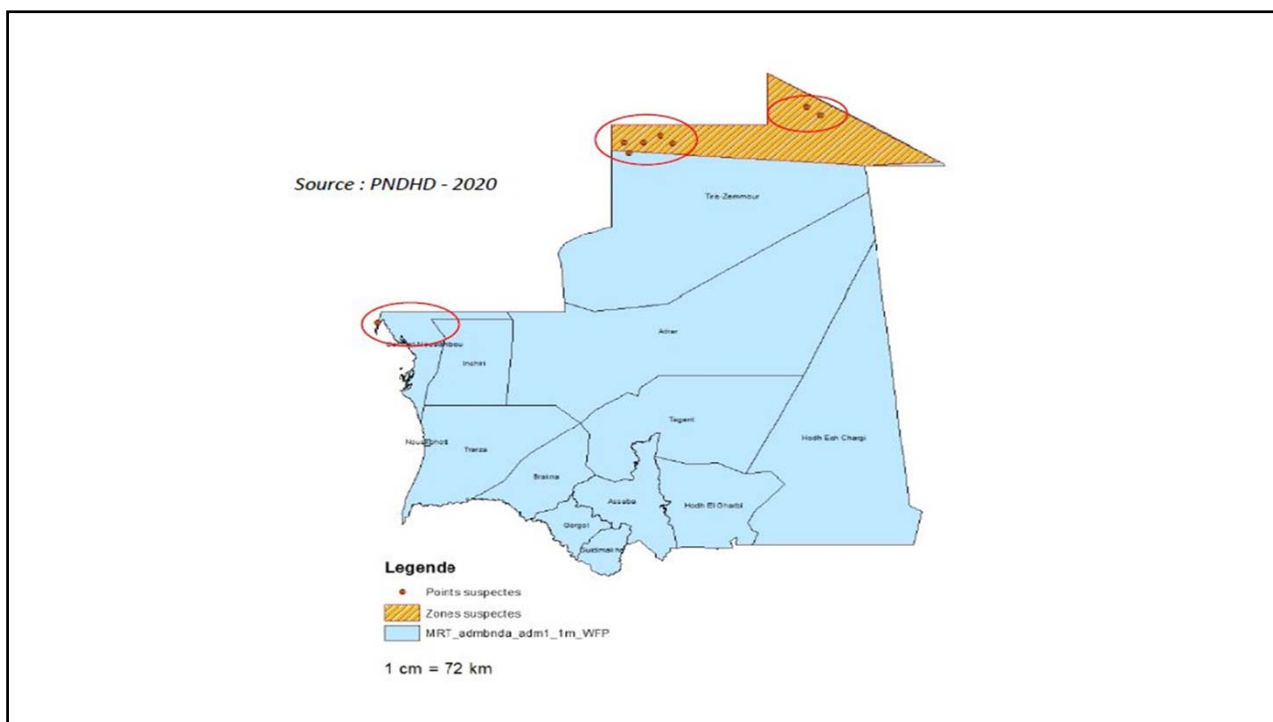 Source : PNDHD - 2020
Tiris-Zemmour
Adrar
Inchiri
Tagant
Hodh Ech Chargi
Trarza
Brakna
Assaba
Hodh El Gharbi
Gorgol
Legende
Points suspectes
Zones suspectes
MRT_admbnda_adm1_1m_WFP
1 cm = 72 km